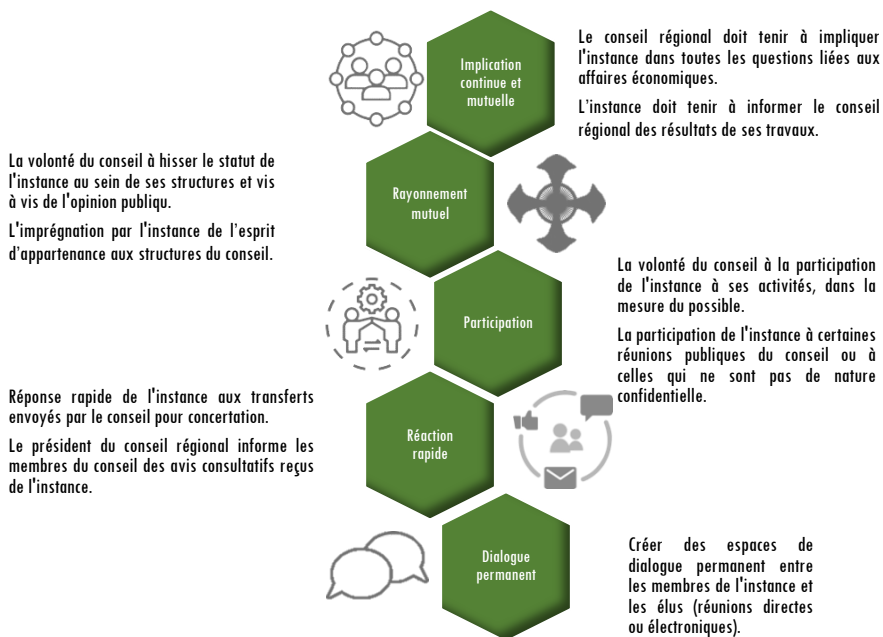 Implication
continue et
mutuelle
Le conseil régional doit tenir à impliquer
l'instance dans toutes les questions liées aux
affaires économiques.
L'instance doit tenir à informer le conseil
régional des résultats de ses travaux.
La volonté du conseil à hisser le statut de
l'instance au sein de ses structures et vis
à vis de l'opinion publiqu.
L'imprégnation par l'instance de l'esprit
d'appartenance aux structures du conseil.
Rayonnement
mutuel
Participation
La volonté du conseil à la participation
de l'instance à ses activités, dans la
mesure du possible.
La participation de l'instance à certaines
réunions publiques du conseil ou à
celles qui ne sont pas de nature
confidentielle.
Réponse rapide de l'instance aux transferts
envoyés par le conseil pour concertation.
Le président du conseil régional informe les
membres du conseil des avis consultatifs reçus
de l'instance.
Réaction
rapide
Dialogue
permanent
Créer des espaces de
dialogue permanent entre
les membres de l'instance et
les élus (réunions directes
ou électroniques).